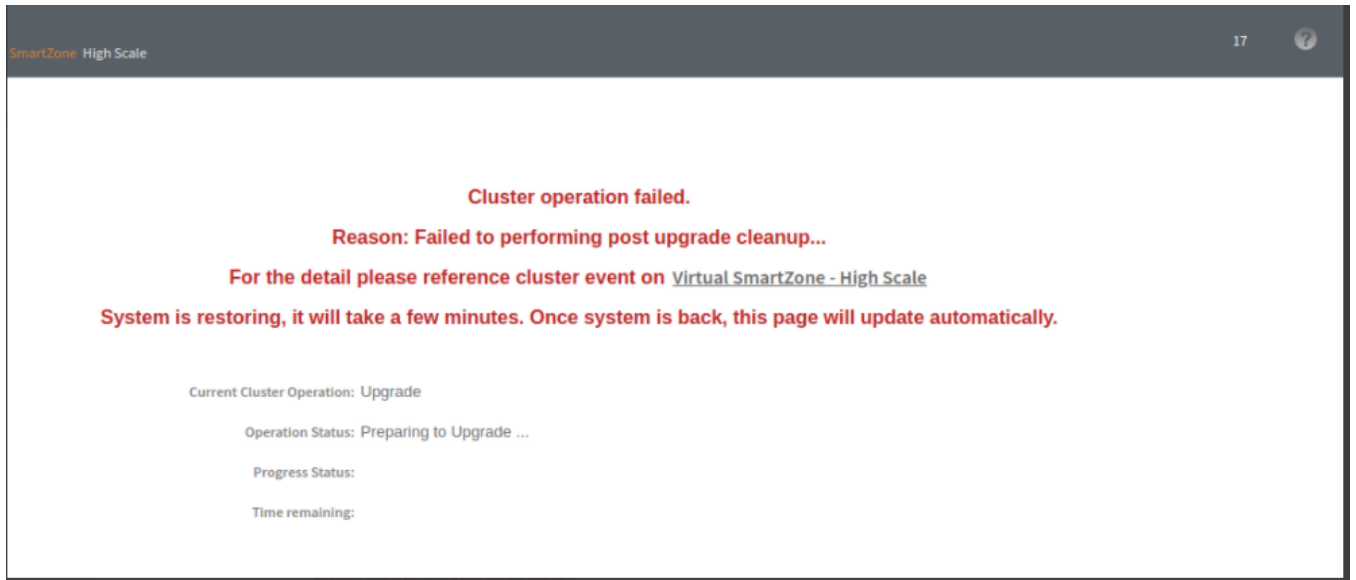 SmartZone High Scale
17
?
Cluster operation failed.
Reason: Failed to performing post upgrade cleanup...
For the detail please reference cluster event on Virtual SmartZone - High Scale
System is restoring, it will take a few minutes. Once system is back, this page will update automatically.
Current Cluster Operation: Upgrade
Operation Status: Preparing to Upgrade ...
Progress Status:
Time remaining: